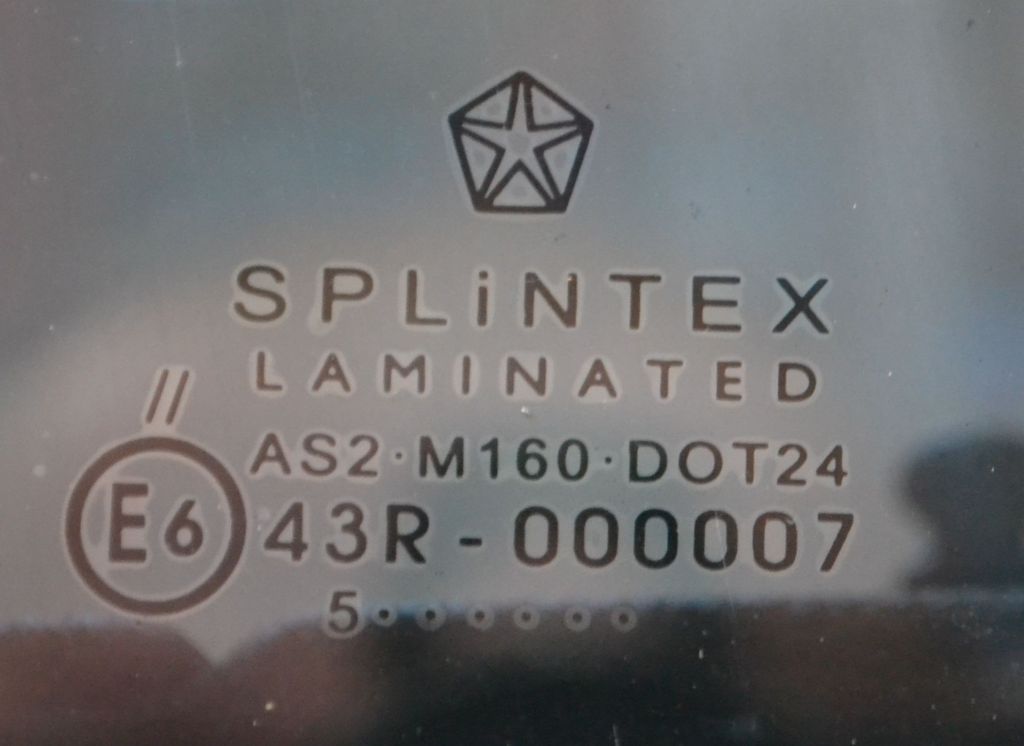 SPLiNTEX
LAMINATED
//
AS2·M160·DOT24
E6 43R-000007
5······